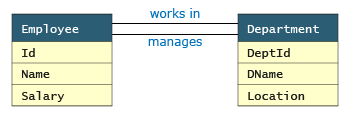 works in
Employee
Department
manages
Id
DeptId
Name
DName
Salary
Location